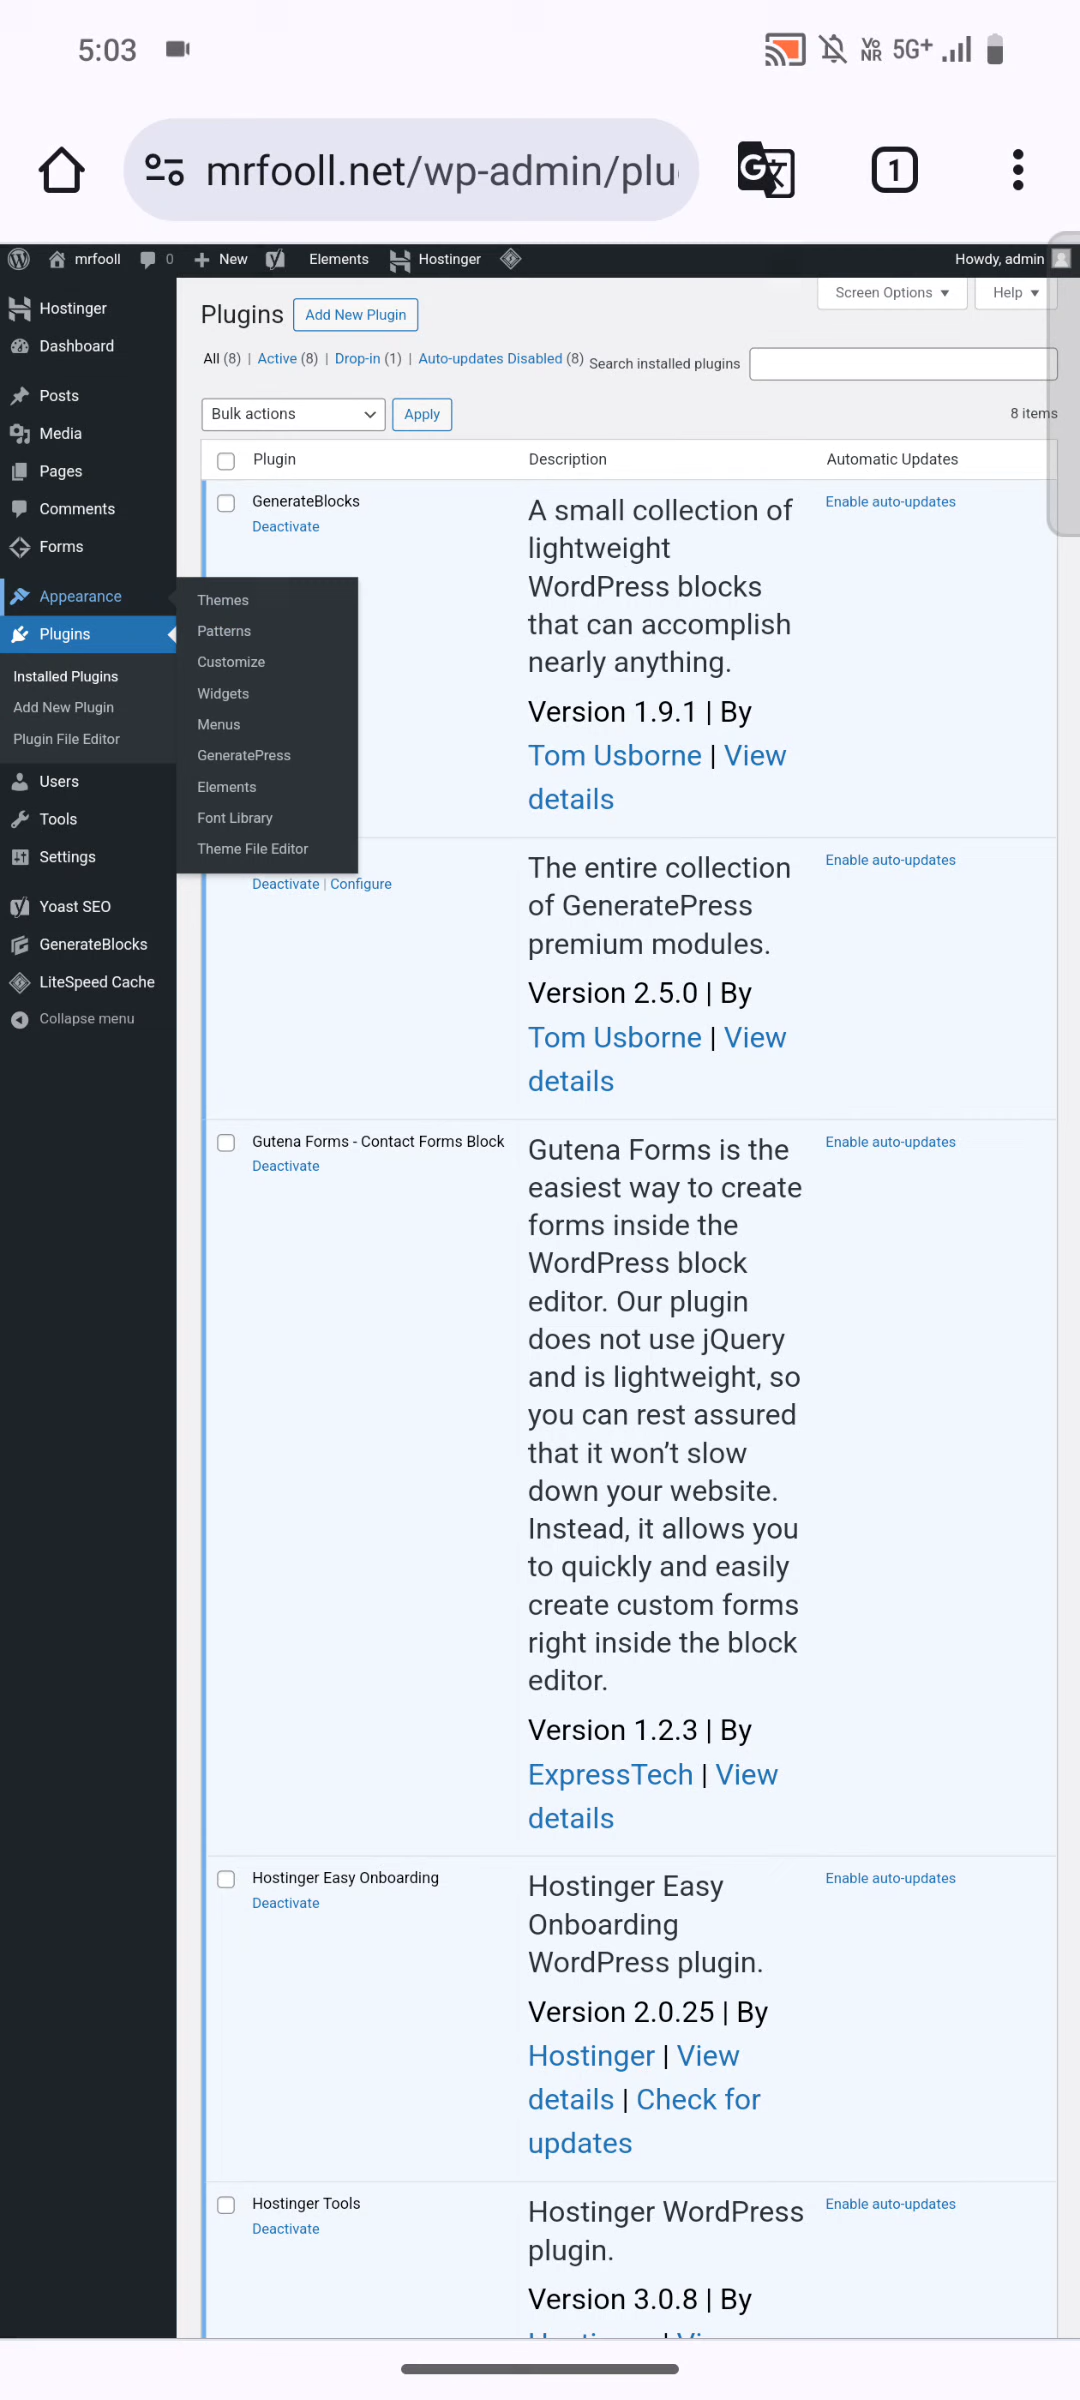 5:03
Vo NR 5G+
mrfooll.net/wp-admin/plu
1
mrfooll 0 New Elements Hostinger Howdy, admin
Hostinger
Dashboard
Posts
Media
Pages
Comments
Forms
Appearance
Plugins
Installed Plugins
Add New Plugin
Plugin File Editor
Users
Tools
Settings
Yoast SEO
GenerateBlocks
LiteSpeed Cache
Collapse menu
Themes
Patterns
Customize
Widgets
Menus
GeneratePress
Elements
Font Library
Theme File Editor
Screen Options Help
Plugins Add New Plugin
All (8) | Active (8) | Drop-in (1) | Auto-updates Disabled (8) Search installed plugins
Bulk actions Apply 8 items
Plugin Description Automatic Updates
GenerateBlocks
Deactivate
A small collection of
lightweight
WordPress blocks
that can accomplish
nearly anything.
Version 1.9.1 | By
Tom Usborne | View
details
Enable auto-updates
Deactivate | Configure
The entire collection
of GeneratePress
premium modules.
Version 2.5.0 | By
Tom Usborne | View
details
Enable auto-updates
Gutena Forms - Contact Forms Block
Deactivate
Gutena Forms is the
easiest way to create
forms inside the
WordPress block
editor. Our plugin
does not use jQuery
and is lightweight, so
you can rest assured
that it won’t slow
down your website.
Instead, it allows you
to quickly and easily
create custom forms
right inside the block
editor.
Version 1.2.3 | By
ExpressTech | View
details
Enable auto-updates
Hostinger Easy Onboarding
Deactivate
Hostinger Easy
Onboarding
WordPress plugin.
Version 2.0.25 | By
Hostinger | View
details | Check for
updates
Enable auto-updates
Hostinger Tools
Deactivate
Hostinger WordPress
plugin.
Version 3.0.8 | By
Enable auto-updates